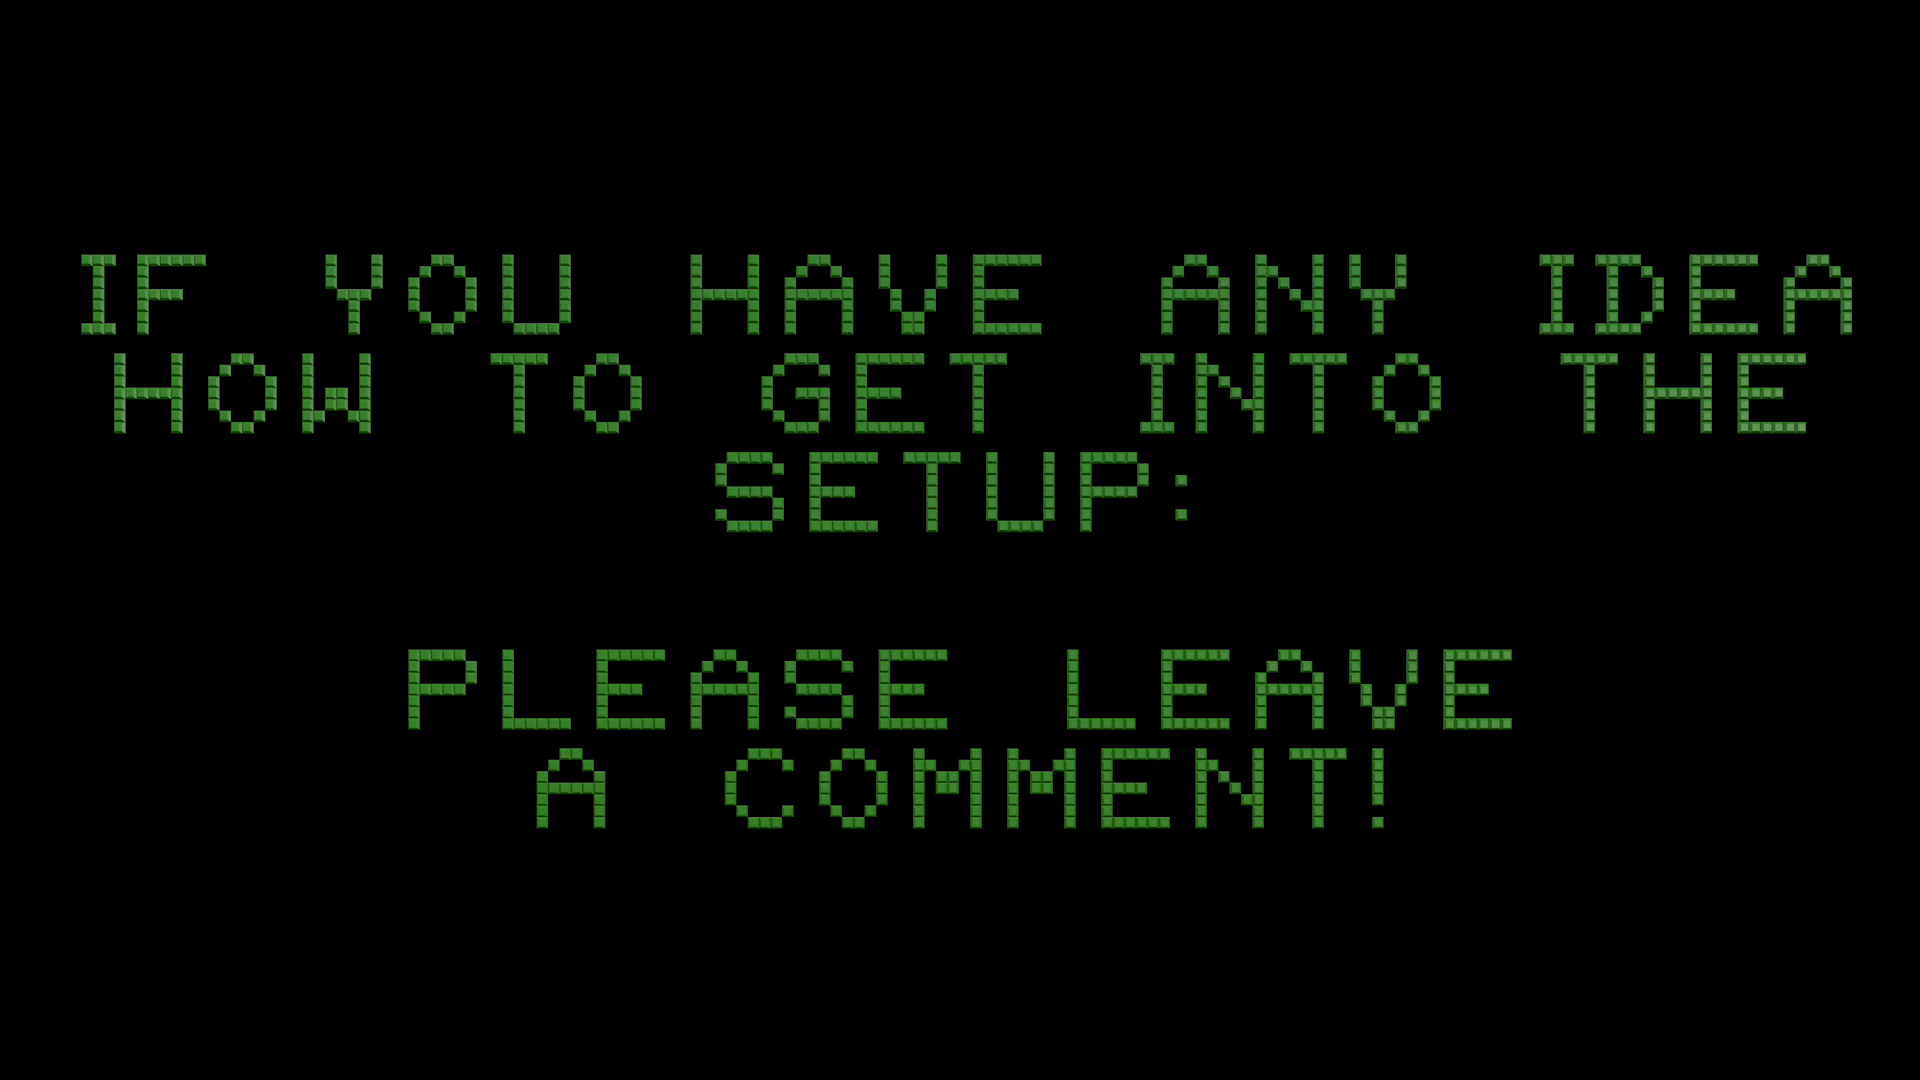 IF YOU HAVE ANY IDEA
HOW TO GET INTO THE
SETUP:
PLEASE LEAVE
A COMMENT!